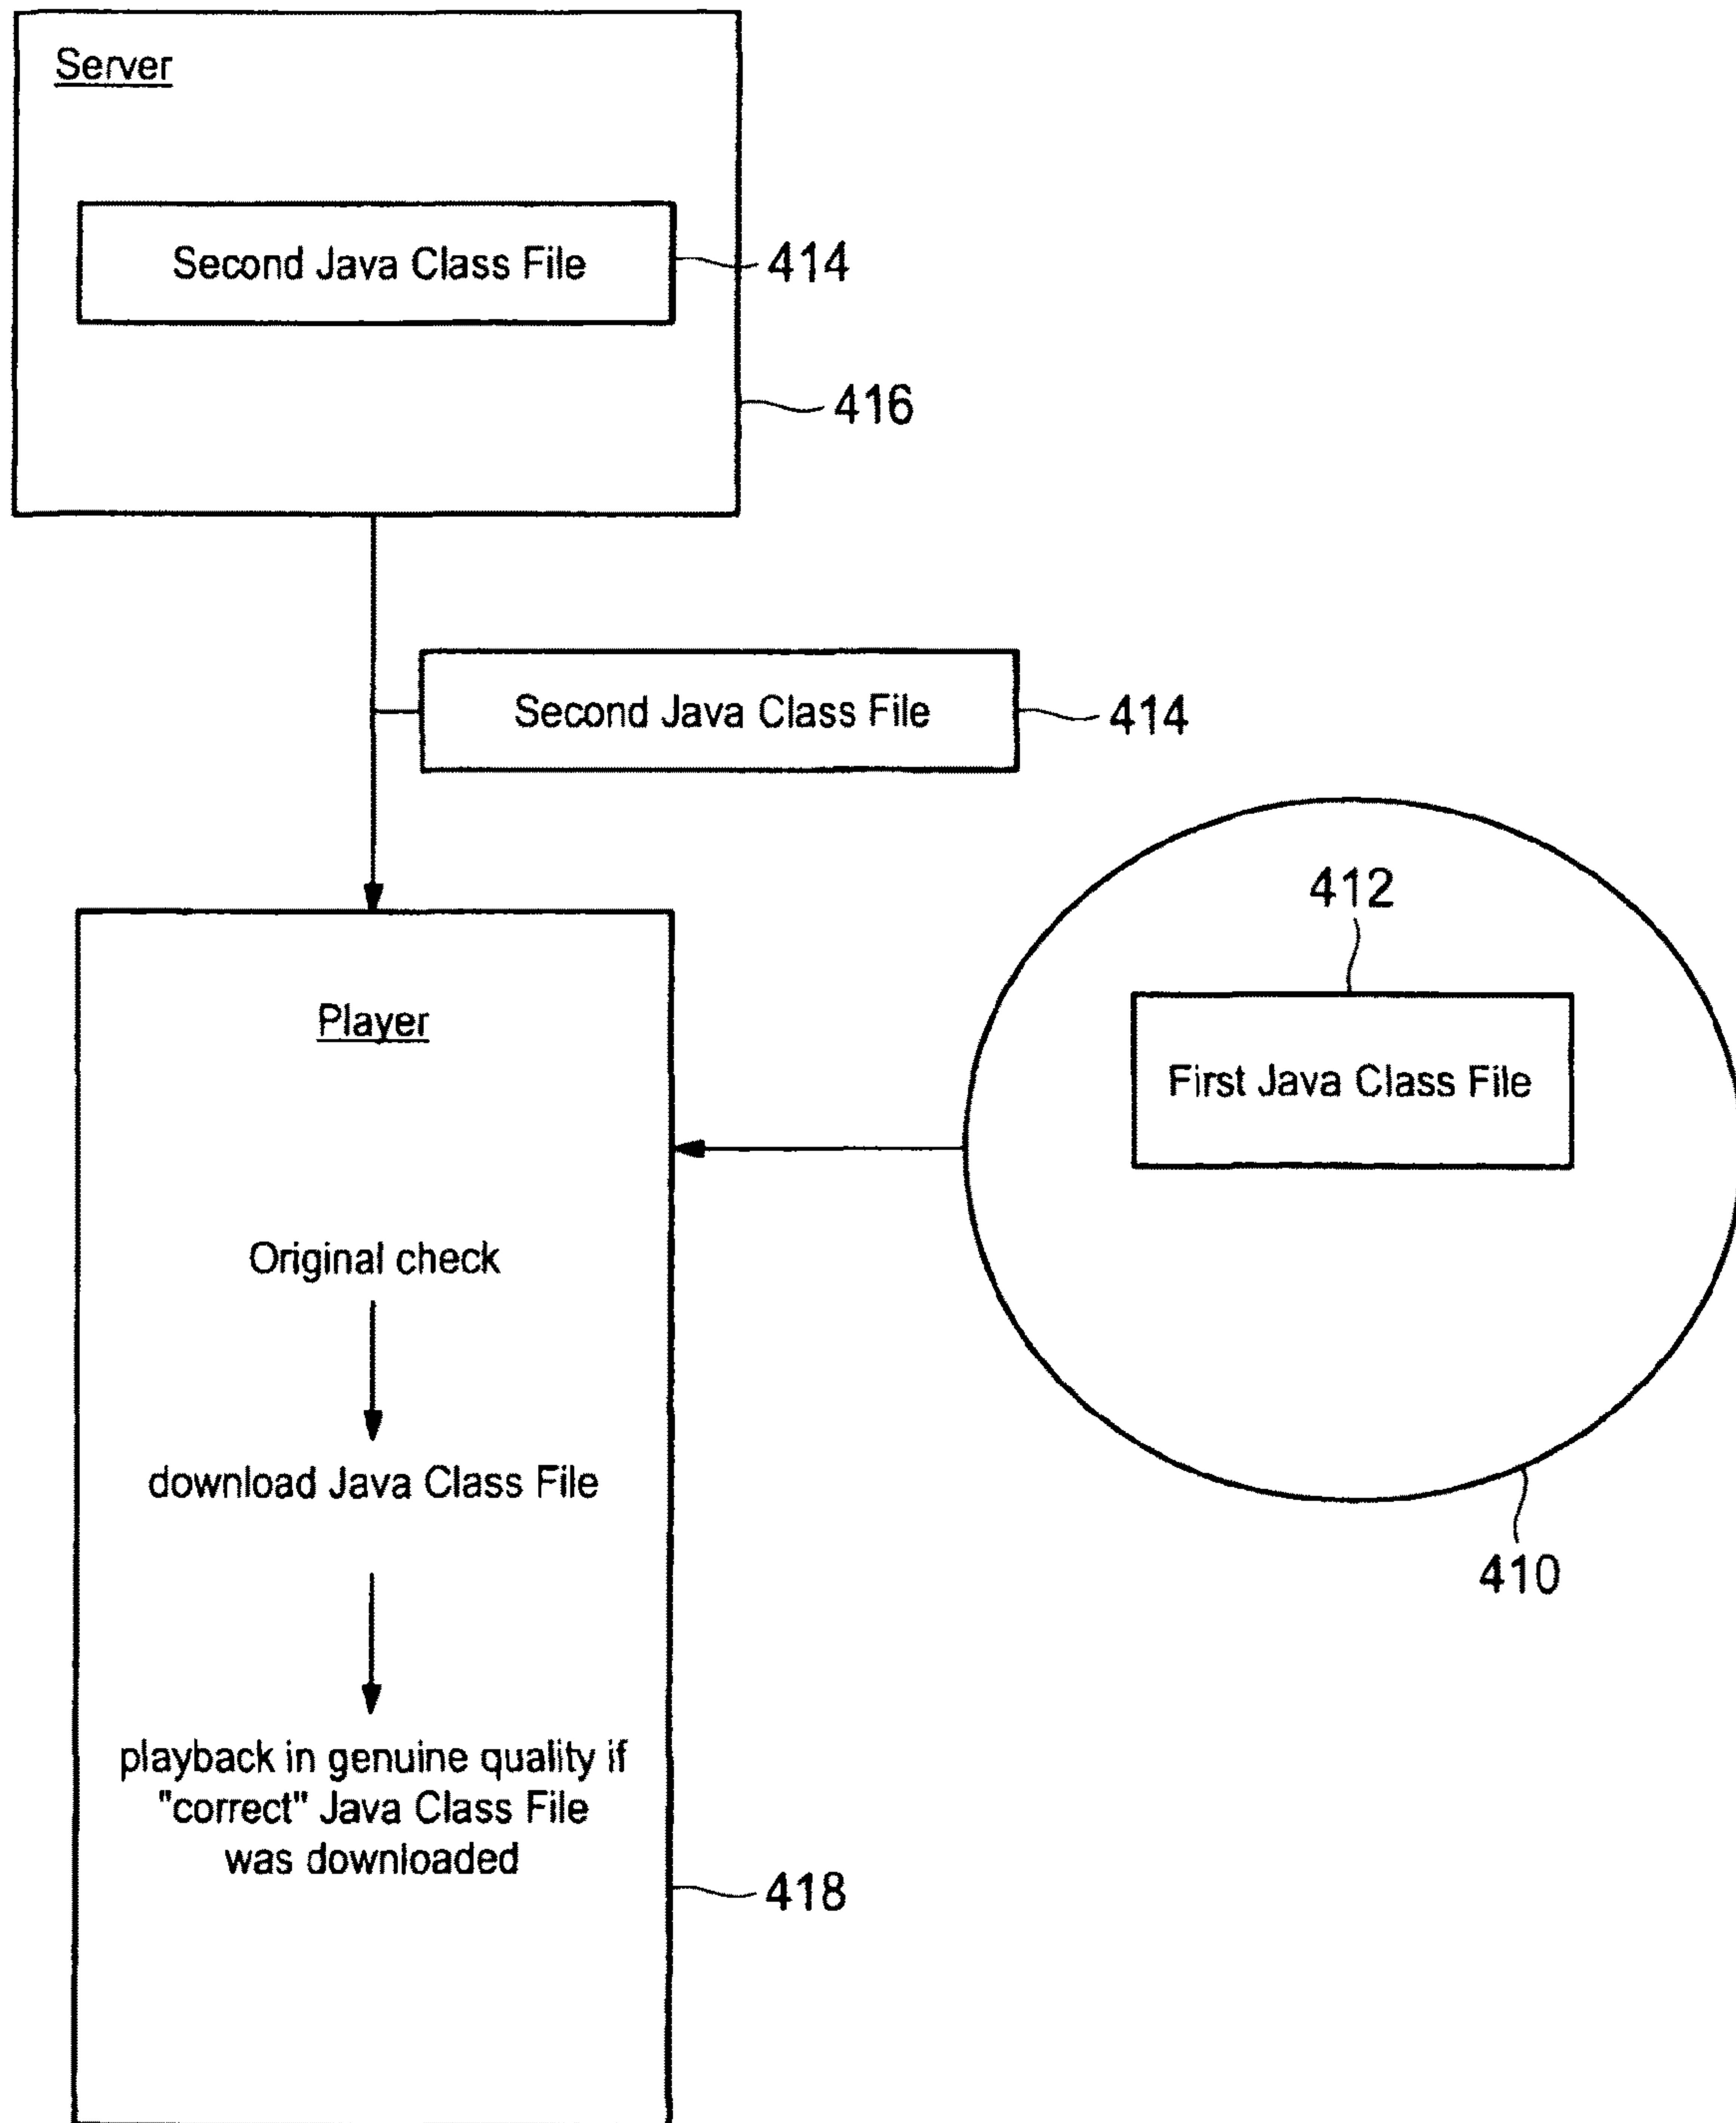 Server
Second Java Class File
414
416
Second Java Class File
414
412
First Java Class File
410
Player
Original check
download Java Class File
playback in genuine quality if
"correct" Java Class File
was downloaded
418